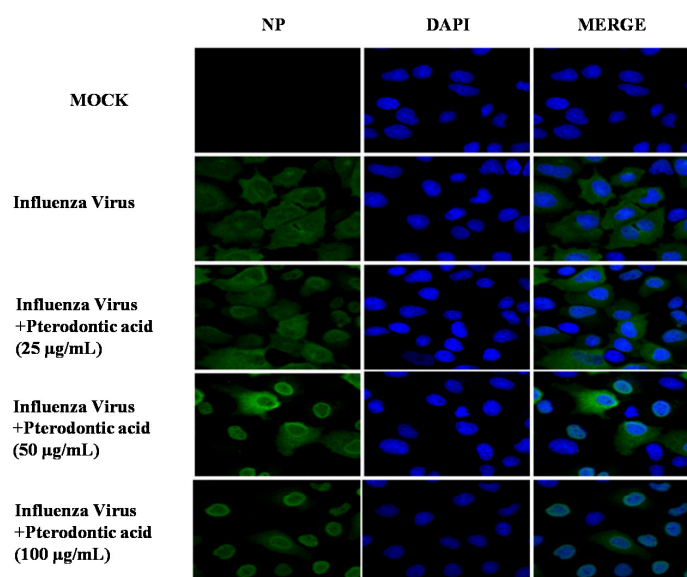 NP DAPI MERGE
MOCK
Influenza Virus
Influenza Virus
+Pterodontic acid
(25 μg/mL)
Influenza Virus
+Pterodontic acid
(50 μg/mL)
Influenza Virus
+Pterodontic acid
(100 μg/mL)